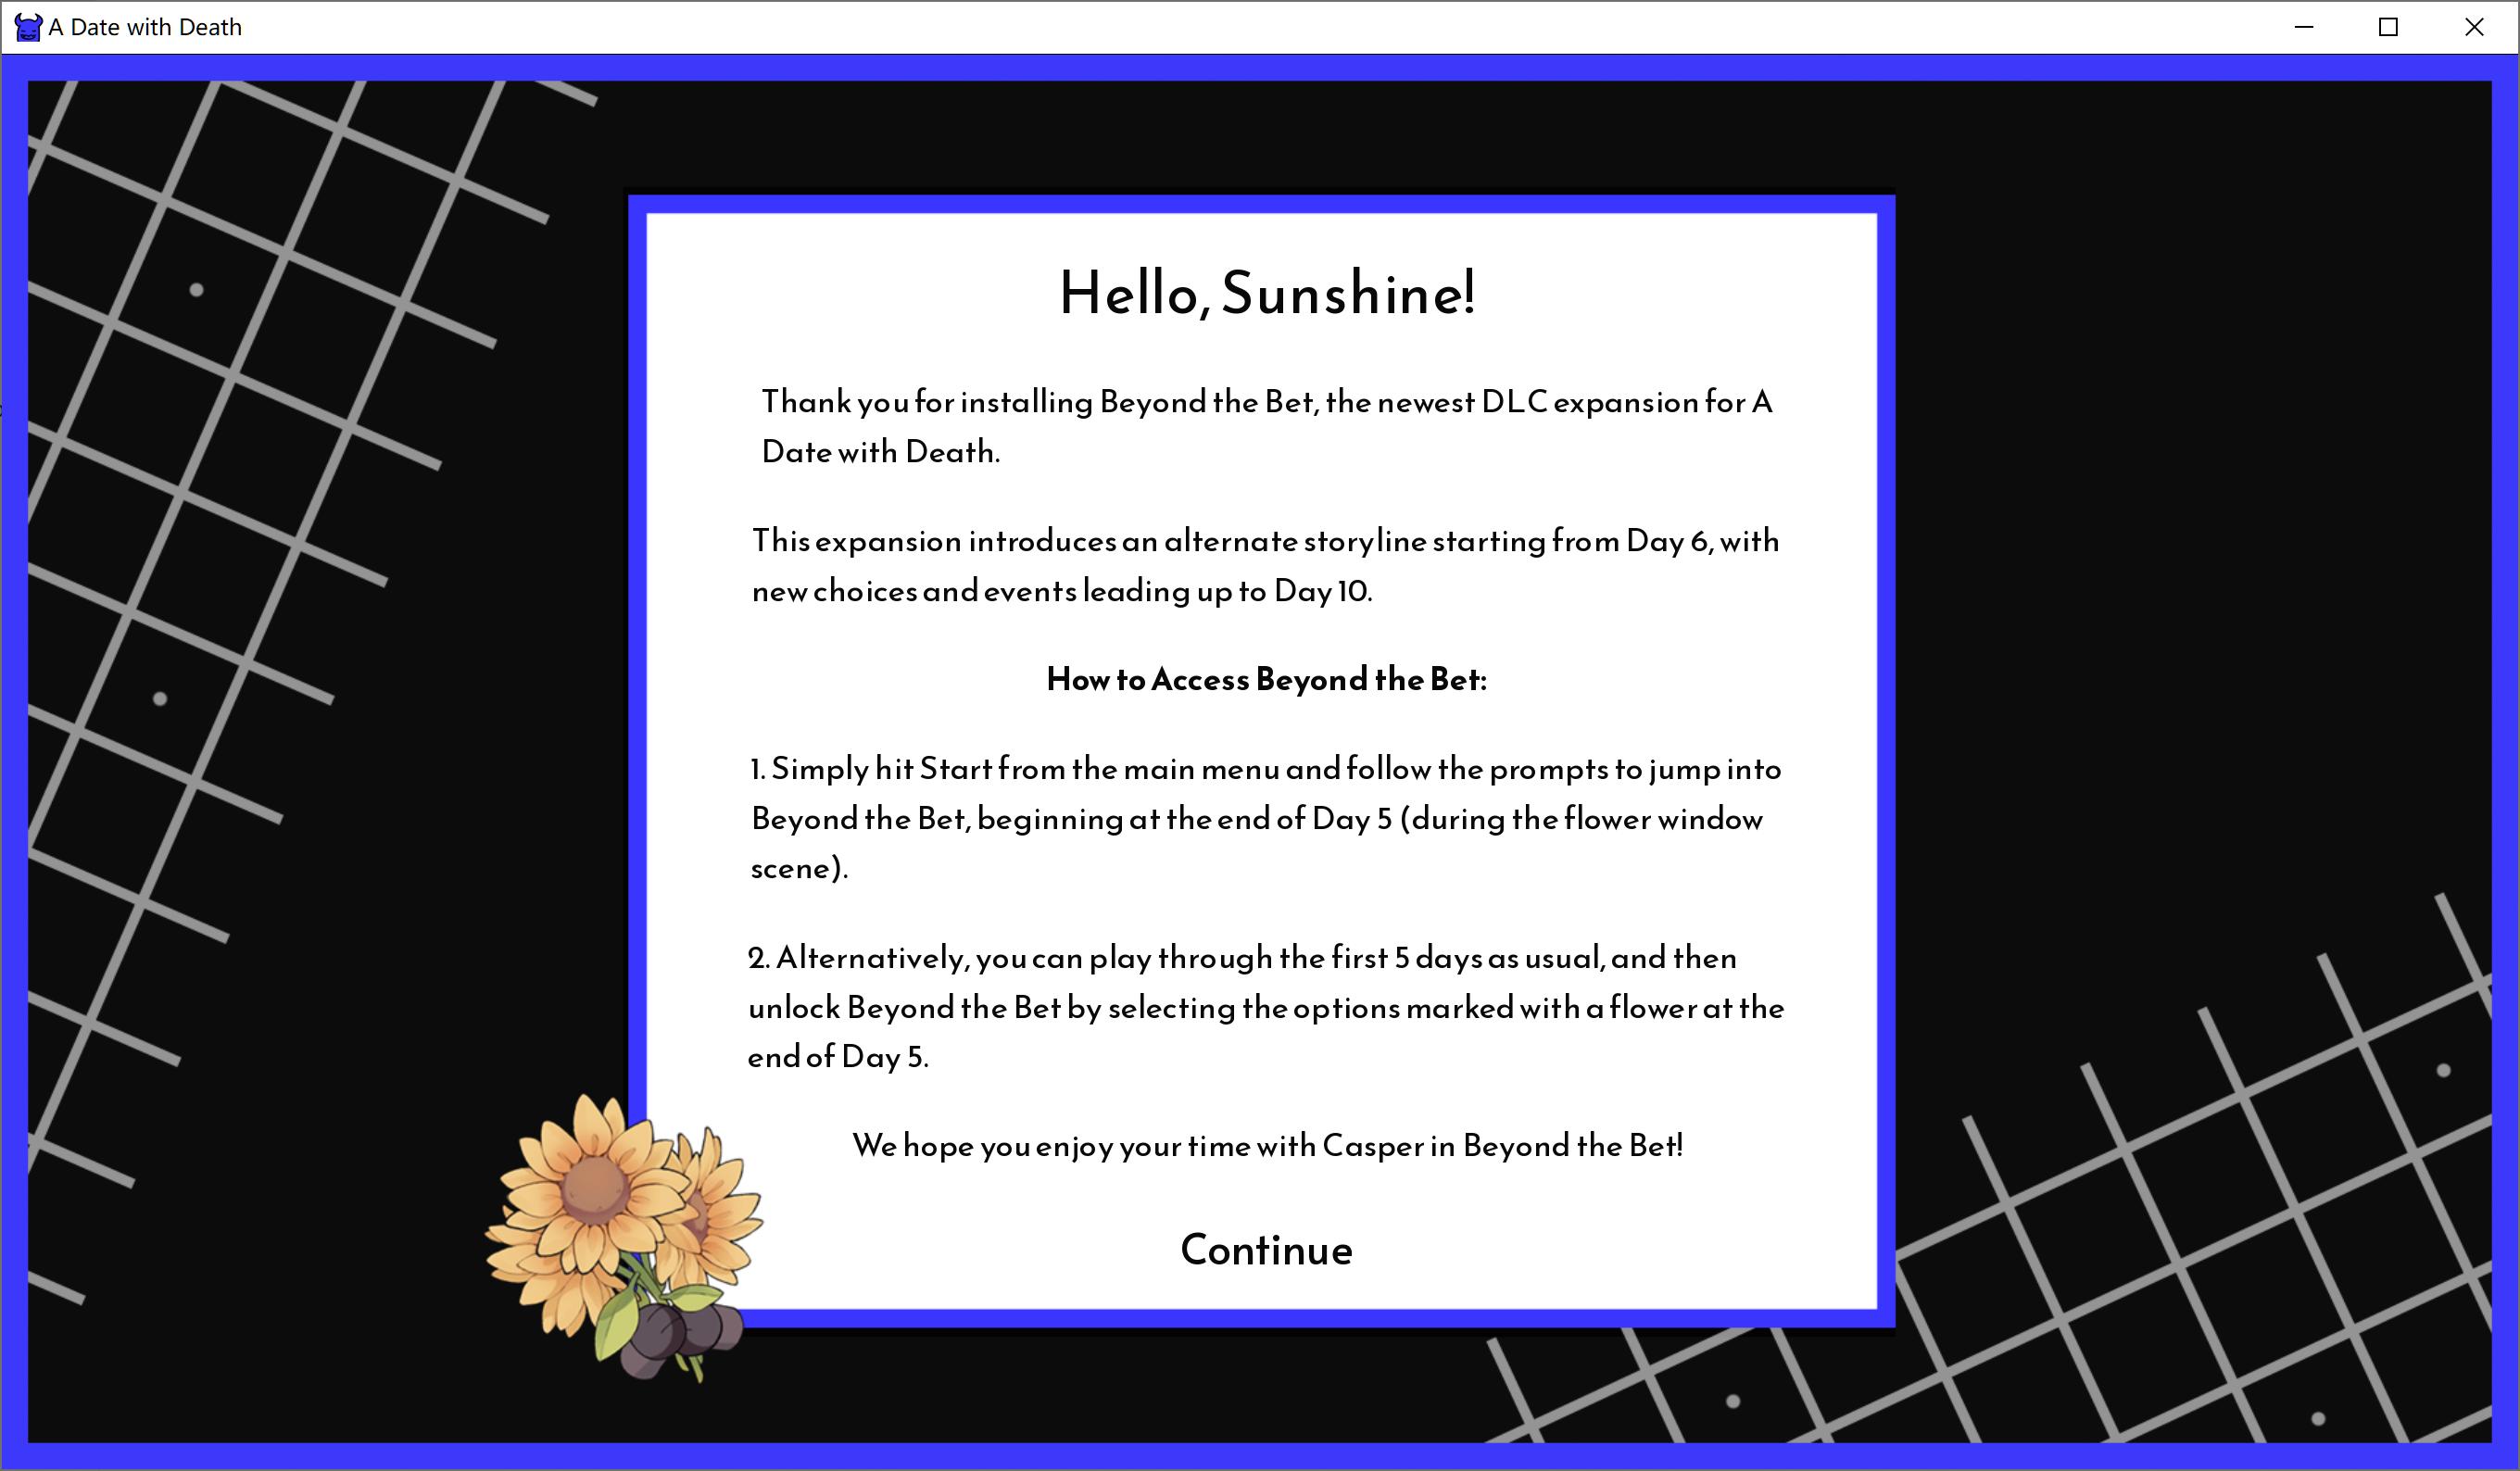 A Date with Death
Hello, Sunshine!
Thank you for installing Beyond the Bet, the newest DLC expansion for A
Date with Death.
This expansion introduces an alternate storyline starting from Day 6, with
new choices and events leading up to Day 10.
How to Access Beyond the Bet:
1. Simply hit Start from the main menu and follow the prompts to jump into
Beyond the Bet, beginning at the end of Day 5 (during the flower window
scene).
2. Alternatively, you can play through the first 5 days as usual, and then
unlock Beyond the Bet by selecting the options marked with a flower at the
end of Day 5.
We hope you enjoy your time with Casper in Beyond the Bet!
Continue